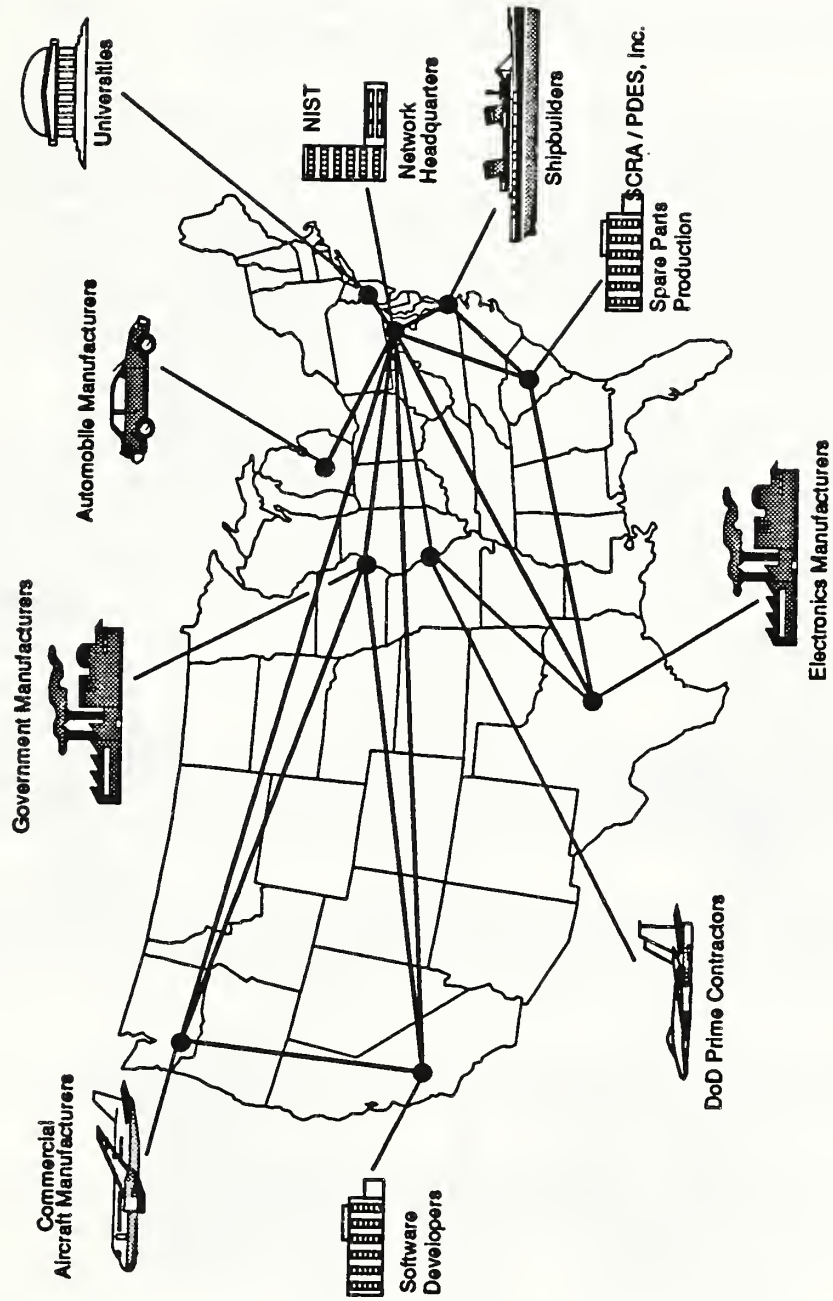 Commercial
Aircraft Manufacturers
Government Manufacturers
Automobile Manufacturers
Universities
NIST
Network
Headquarters
Shipbuilders
SCRA / PDES, Inc.
Spare Parts
Production
Electronics Manufacturers
DoD Prime Contractors
Software
Developers